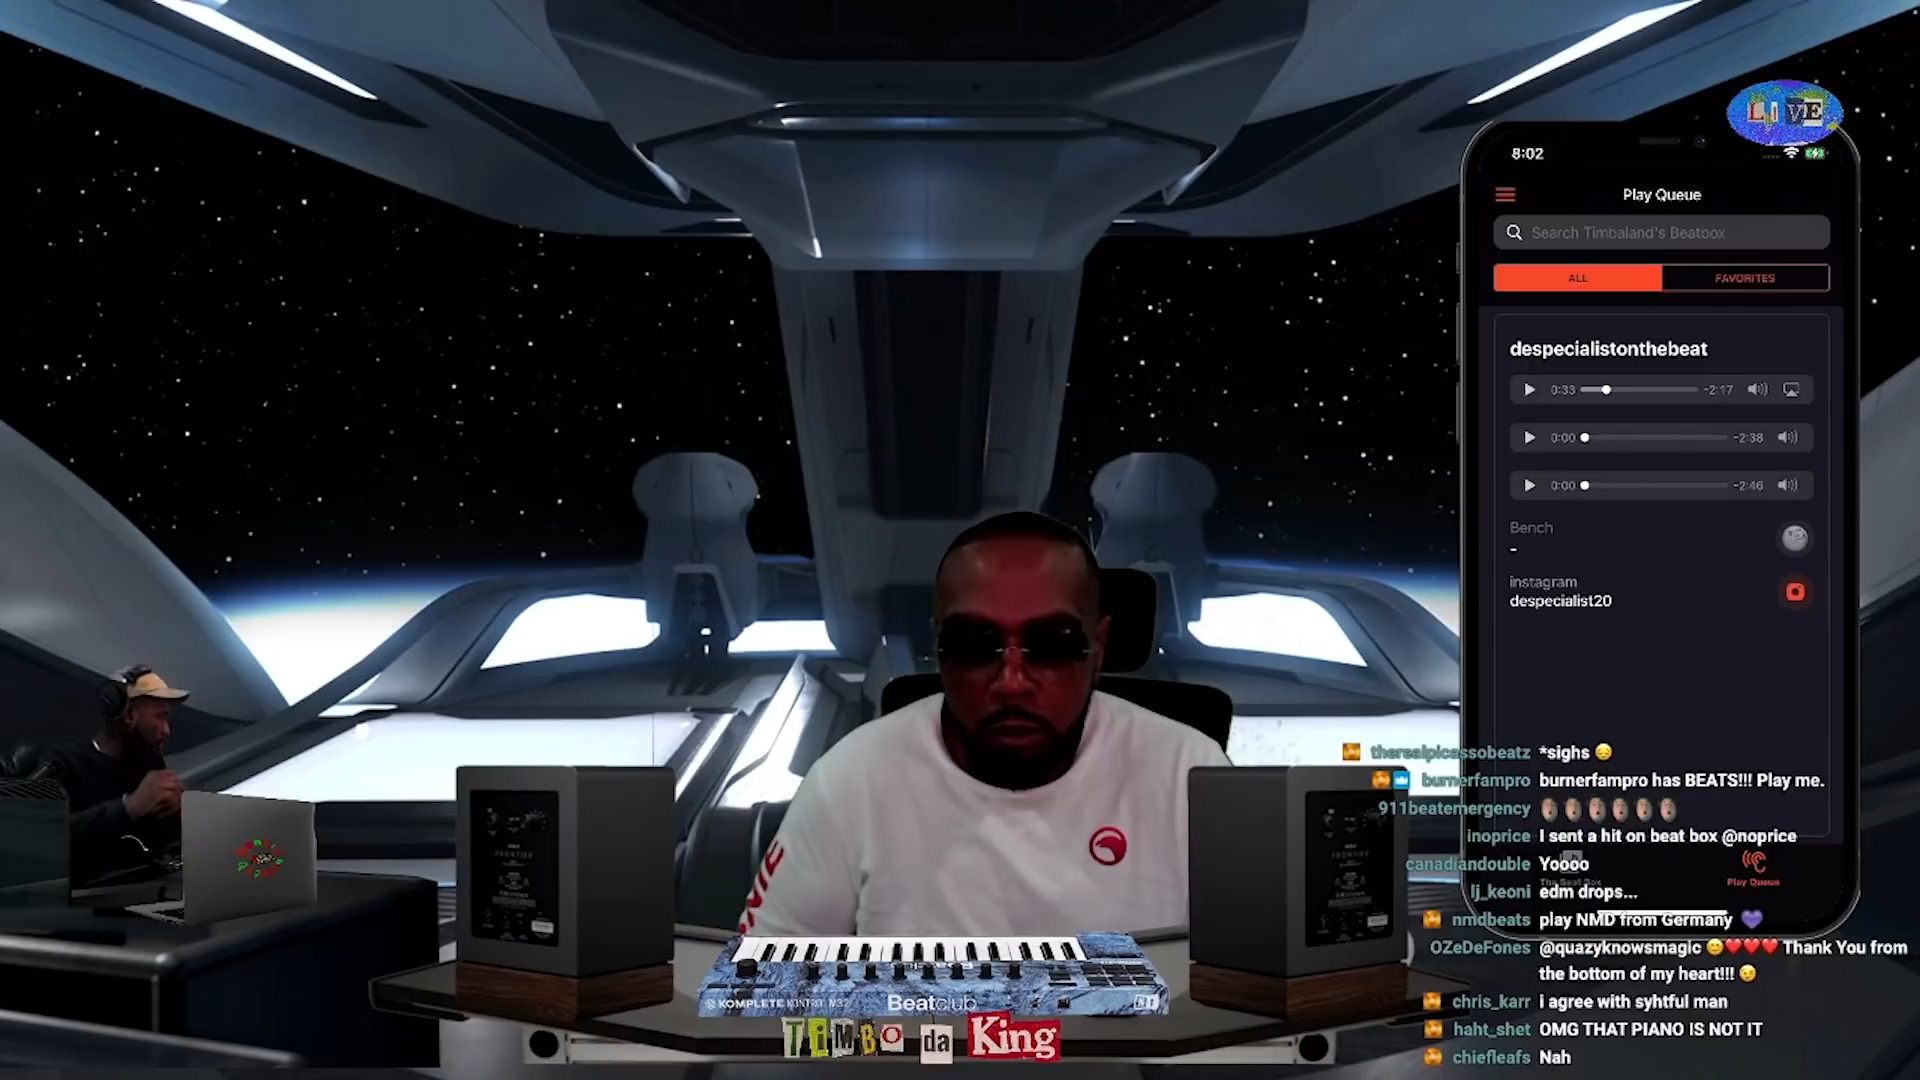 LIVE
8:02
Play Queue
Search Timbaland's Beatbox
ALL
FAVORITES
despecialistonthebeat
0:33
-2:17
0:00
-2:38
0:00
-2:46
Bench
-
instagram
despecialist20
therealpicassobeatz *sighs 😔
burnerfampro burnerfampro has BEATS!!! Play me.
911beatemergency 🗿🗿🗿🗿🗿🗿
inoprice I sent a hit on beat box @noprice
canadiandouble Yoooo
Play Queue
lj_keoni edm drops...
nmdbeats play NMD from Germany 💜
OZeDeFones @quazyknowsmagic 😊❤❤❤ Thank You from
the bottom of my heart!!! 😉
chris_karr i agree with syhtful man
haht_shet OMG THAT PIANO IS NOT IT
chiefleafs Nah
KOMPLETE KONTROL M32
Beatclub
TiMBO da King